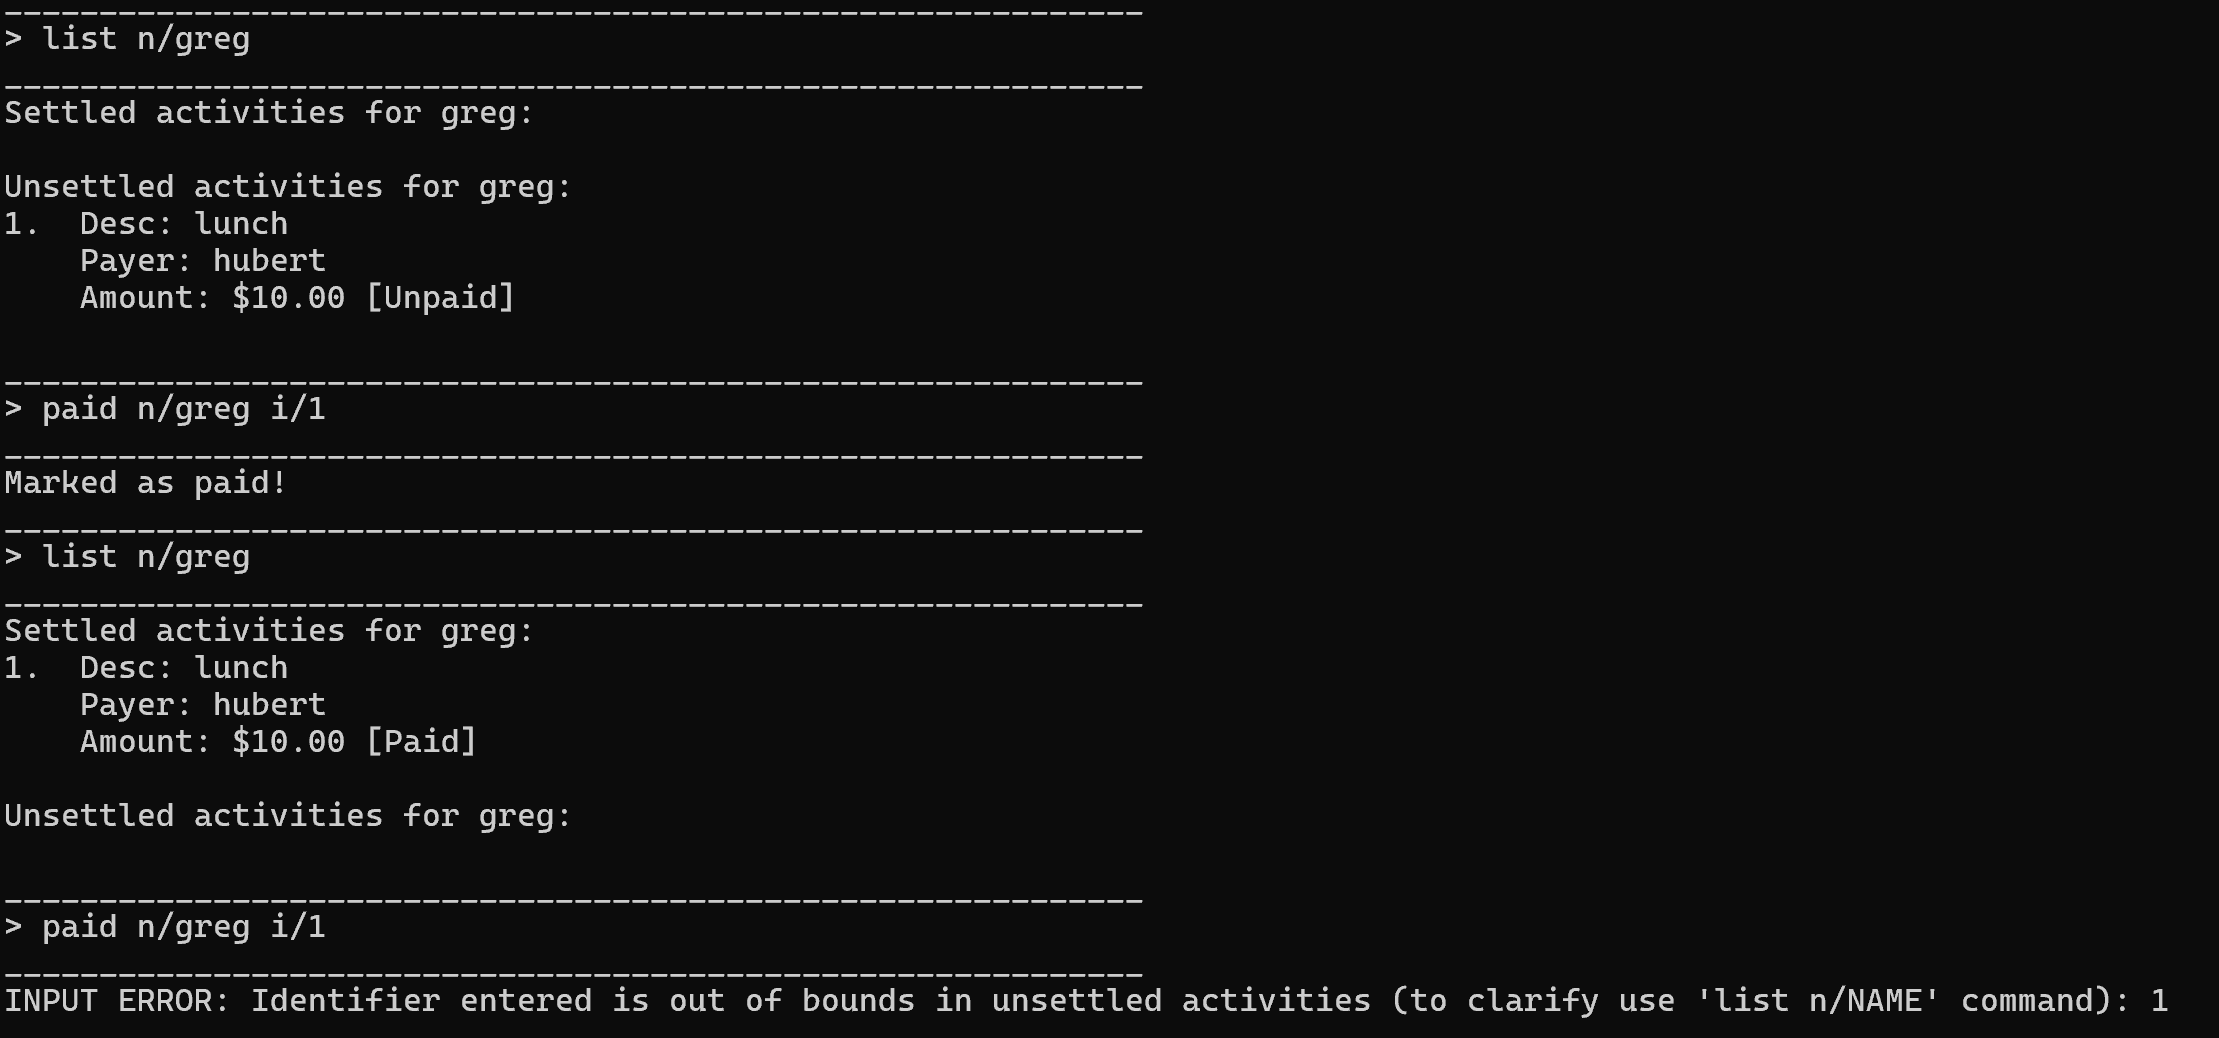 ____________________________________________________________
> list n/greg
____________________________________________________________
Settled activities for greg:
Unsettled activities for greg:
1.  Desc: lunch
    Payer: hubert
    Amount: $10.00 [Unpaid]
____________________________________________________________
> paid n/greg i/1
____________________________________________________________
Marked as paid!
____________________________________________________________
> list n/greg
____________________________________________________________
Settled activities for greg:
1.  Desc: lunch
    Payer: hubert
    Amount: $10.00 [Paid]
Unsettled activities for greg:
____________________________________________________________
> paid n/greg i/1
____________________________________________________________
INPUT ERROR: Identifier entered is out of bounds in unsettled activities (to clarify use 'list n/NAME' command): 1